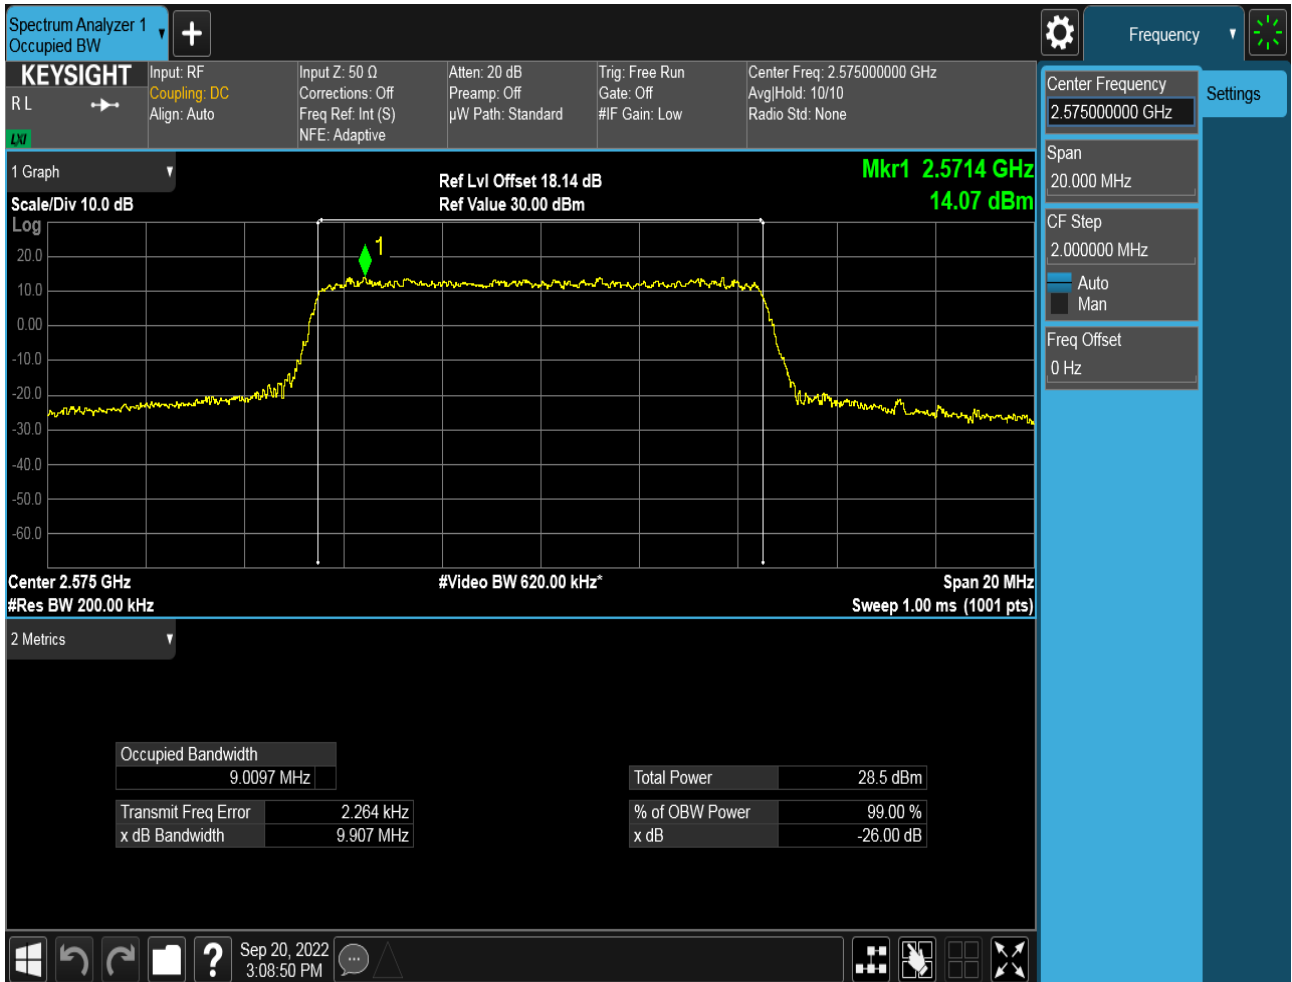 Spectrum Analyzer 1
Occupied BW
Frequency
KEYSIGHT
R L
LXI
Input: RF
Coupling: DC
Align: Auto
Input Z: 50 Ω
Corrections: Off
Freq Ref: Int (S)
NFE: Adaptive
Atten: 20 dB
Preamp: Off
µW Path: Standard
Trig: Free Run
Gate: Off
#IF Gain: Low
Center Freq: 2.575000000 GHz
Avg|Hold: 10/10
Radio Std: None
Center Frequency
2.575000000 GHz
Settings
Span
20.000 MHz
CF Step
2.000000 MHz
Auto
Man
Freq Offset
0 Hz
1 Graph
Scale/Div 10.0 dB
Ref Lvl Offset 18.14 dB
Ref Value 30.00 dBm
Mkr1 2.5714 GHz
14.07 dBm
Log
1
20.0
10.0
0.00
-10.0
-20.0
-30.0
-40.0
-50.0
-60.0
Center 2.575 GHz
#Video BW 620.00 kHz*
Span 20 MHz
#Res BW 200.00 kHz
Sweep 1.00 ms (1001 pts)
2 Metrics
Occupied Bandwidth
9.0097 MHz
Total Power 28.5 dBm
Transmit Freq Error 2.264 kHz
% of OBW Power 99.00 %
x dB Bandwidth 9.907 MHz
x dB -26.00 dB
?
Sep 20, 2022
3:08:50 PM